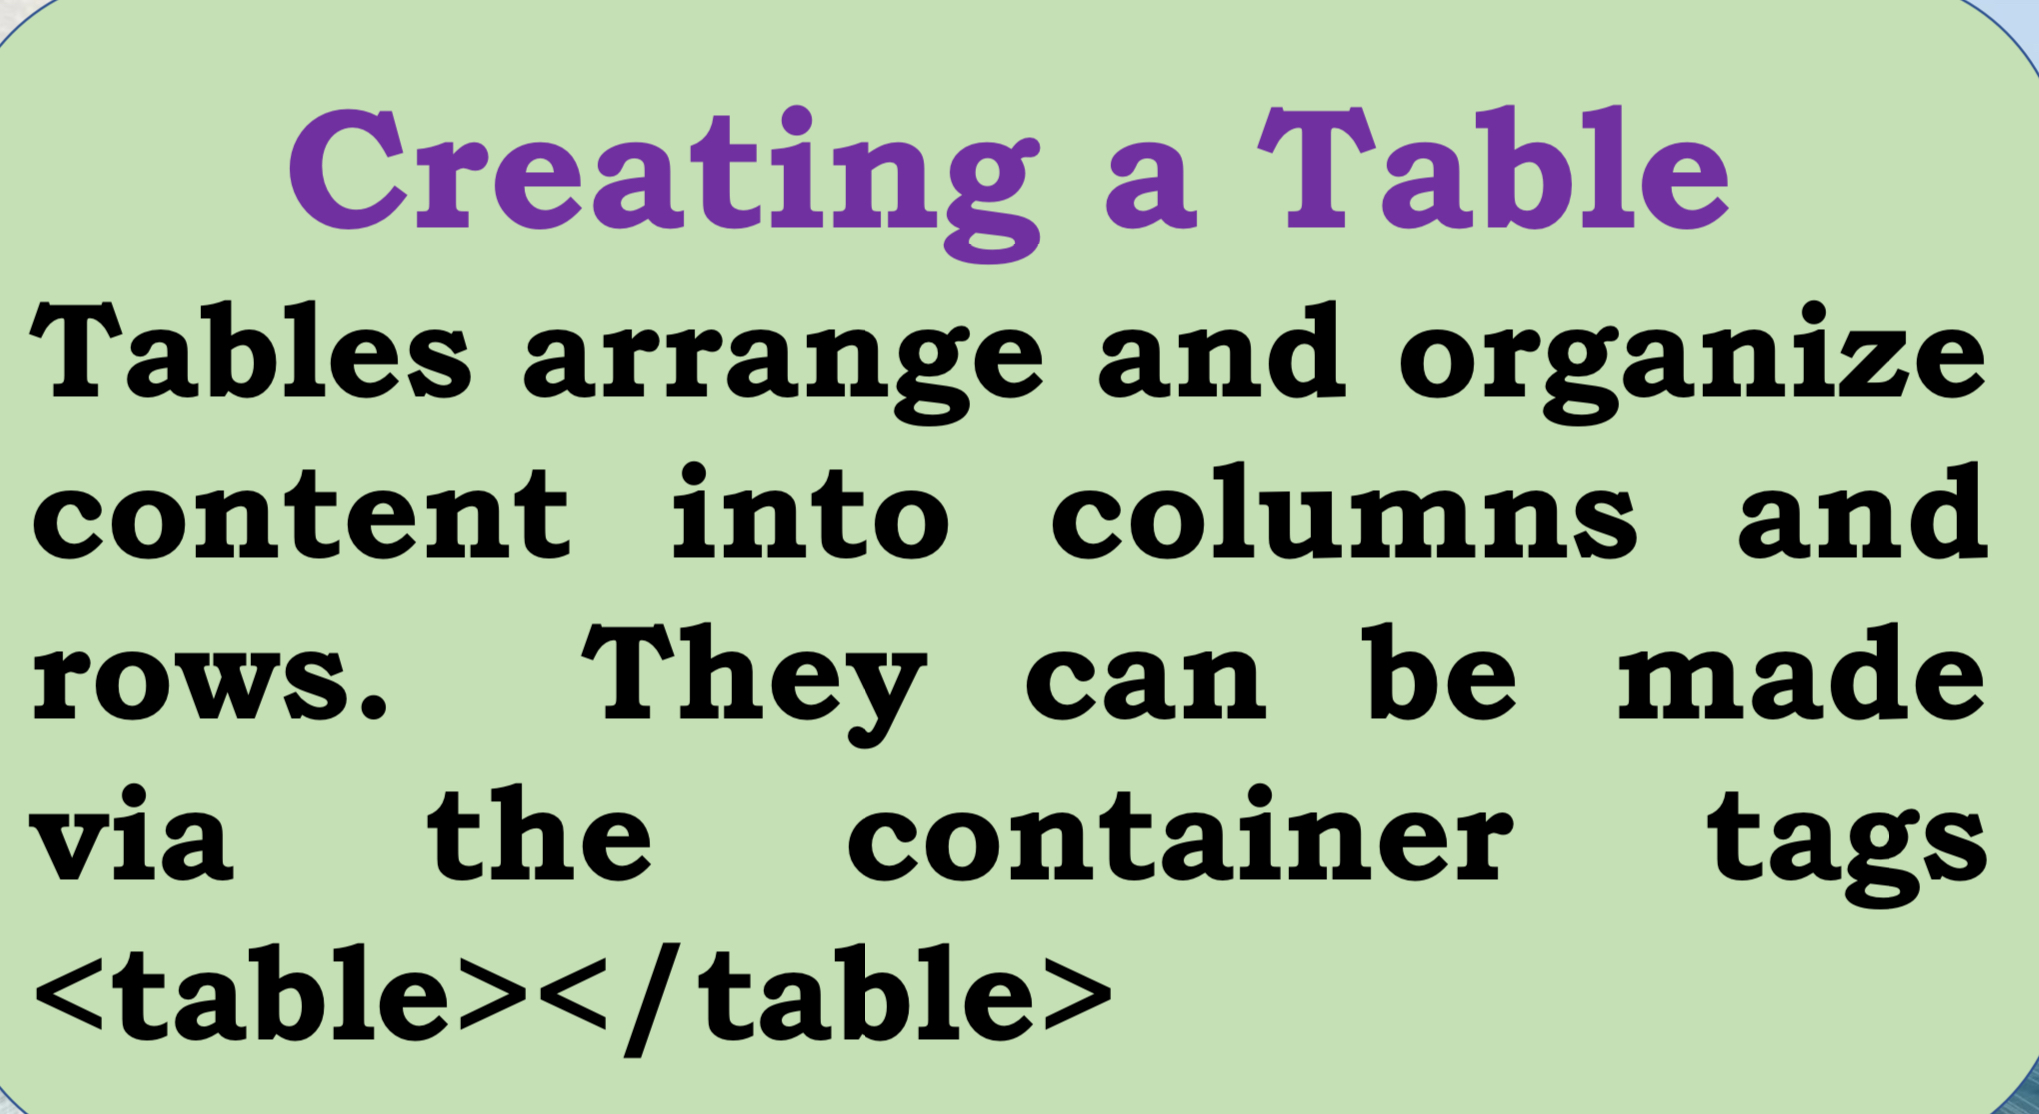 Creating a Table
Tables arrange and organize
content into columns and
rows. They can be made
via the container tags
<table></table>